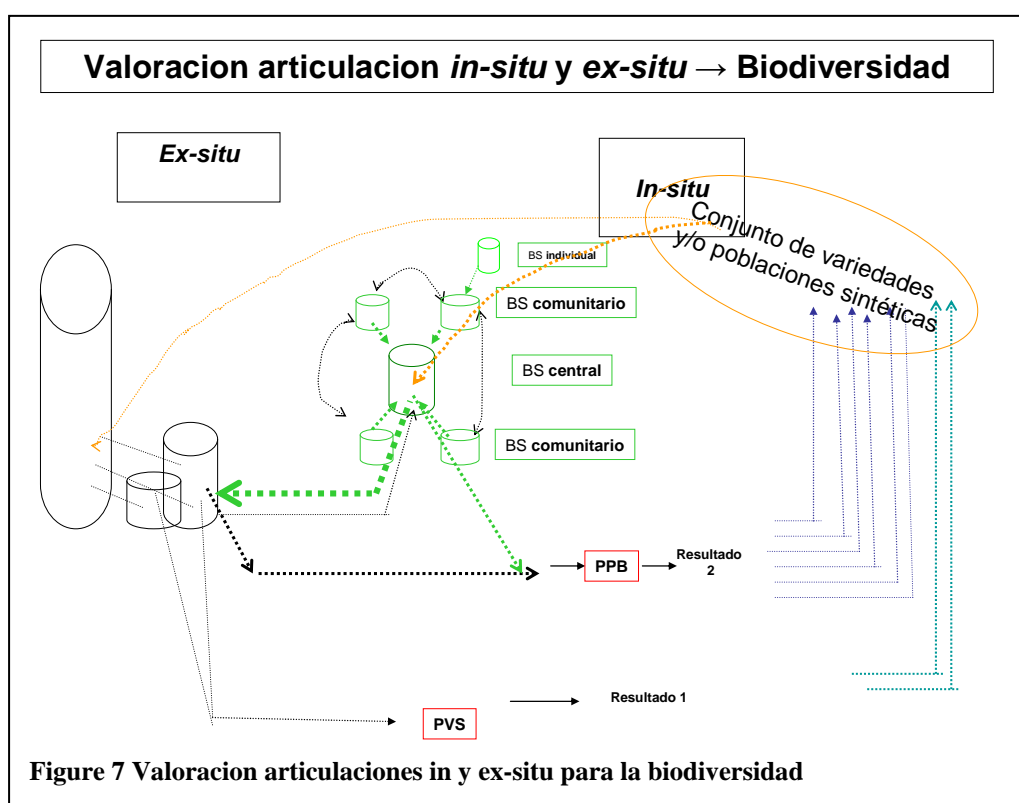 Valoracion articulacion in-situ y ex-situ → Biodiversidad
Ex-situ
In-situ
Conjunto de variedades
y/o poblaciones sintéticas
BS individual
BS comunitario
BS central
BS comunitario
PPB
Resultado
2
PVS
Resultado 1
Figure 7 Valoracion articulaciones in y ex-situ para la biodiversidad